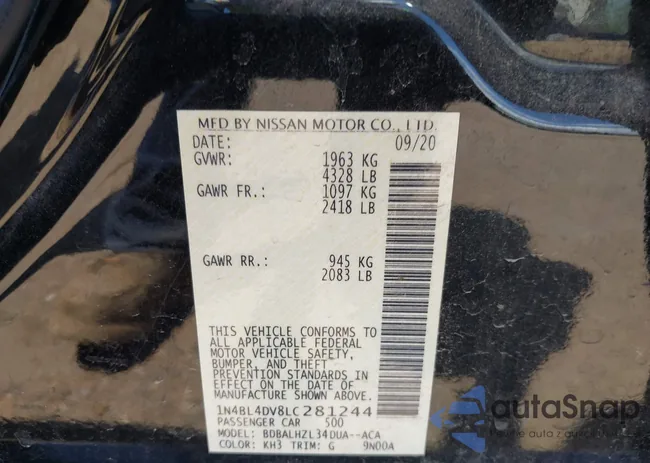 MFD BY NISSAN MOTOR CO., LTD.
DATE: 09/20
GVWR: 1963 KG
4328 LB
GAWR FR.: 1097 KG
2418 LB
GAWR RR.: 945 KG
2083 LB
THIS VEHICLE CONFORMS TO
ALL APPLICABLE FEDERAL
MOTOR VEHICLE SAFETY,
BUMPER, AND THEFT
PREVENTION STANDARDS
IN EFFECT ON THE DATE OF
MANUFACTURE SHOWN ABOVE.
1N4BL4DV8LC281244
PASSENGER CAR 500
MODEL: BDBALHZL34DUA--ACA
COLOR: KH3 TRIM: G 9N00A
autoSnap
AutoSnap